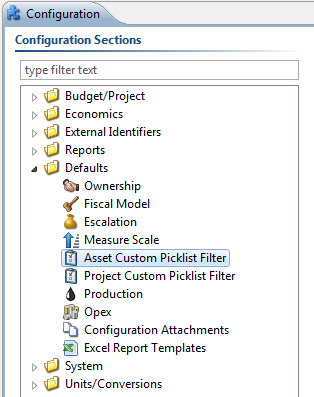 Configuration
Configuration Sections
type filter text
Budget/Project
Economics
External Identifiers
Reports
Defaults
Ownership
Fiscal Model
Escalation
Measure Scale
Asset Custom Picklist Filter
Project Custom Picklist Filter
Production
Opex
Configuration Attachments
Excel Report Templates
System
Units/Conversions